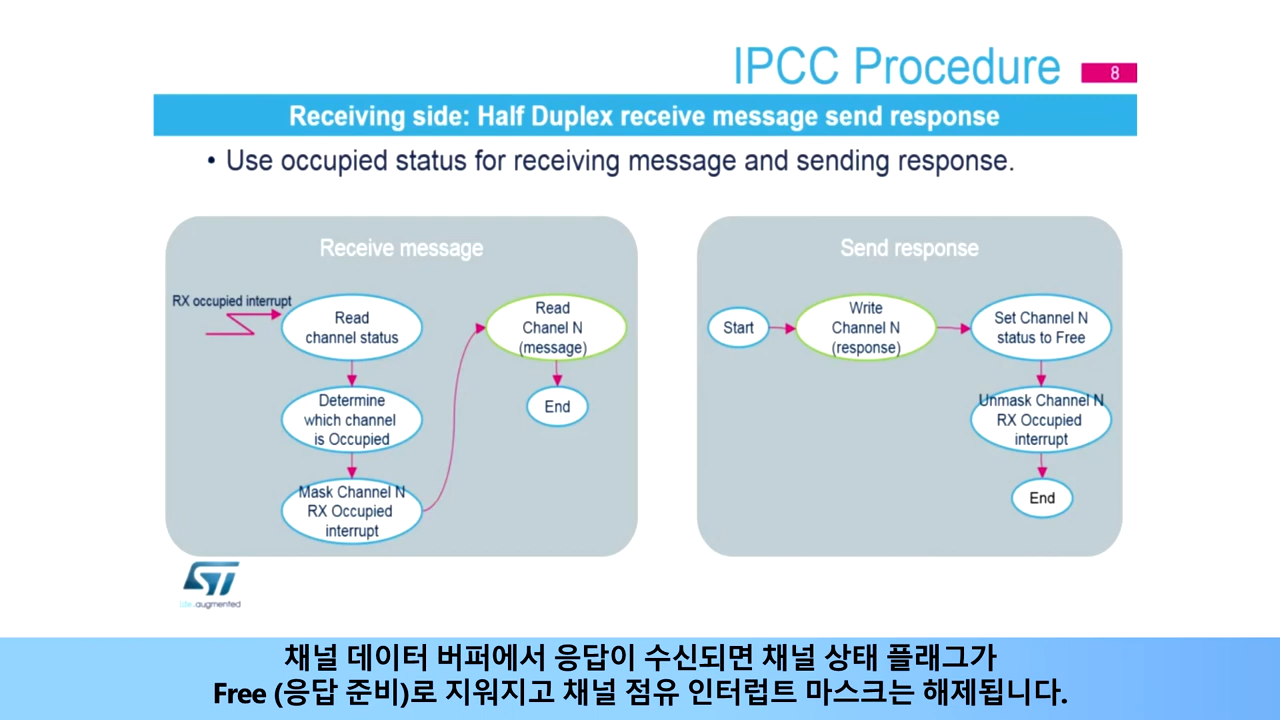 IPCC Procedure
8
Receiving side: Half Duplex receive message send response
• Use occupied status for receiving message and sending response.
Receive message
RX occupied interrupt
Read
channel status
Determine
which channel
is Occupied
Mask Channel N
RX Occupied
interrupt
Read
Chanel N
(message)
End
Send response
Start
Write
Channel N
(response)
Set Channel N
status to Free
Unmask Channel N
RX Occupied
interrupt
End
ST
life.augmented
채널 데이터 버퍼에서 응답이 수신되면 채널 상태 플래그가
Free (응답 준비)로 지워지고 채널 점유 인터럽트 마스크는 해제됩니다.